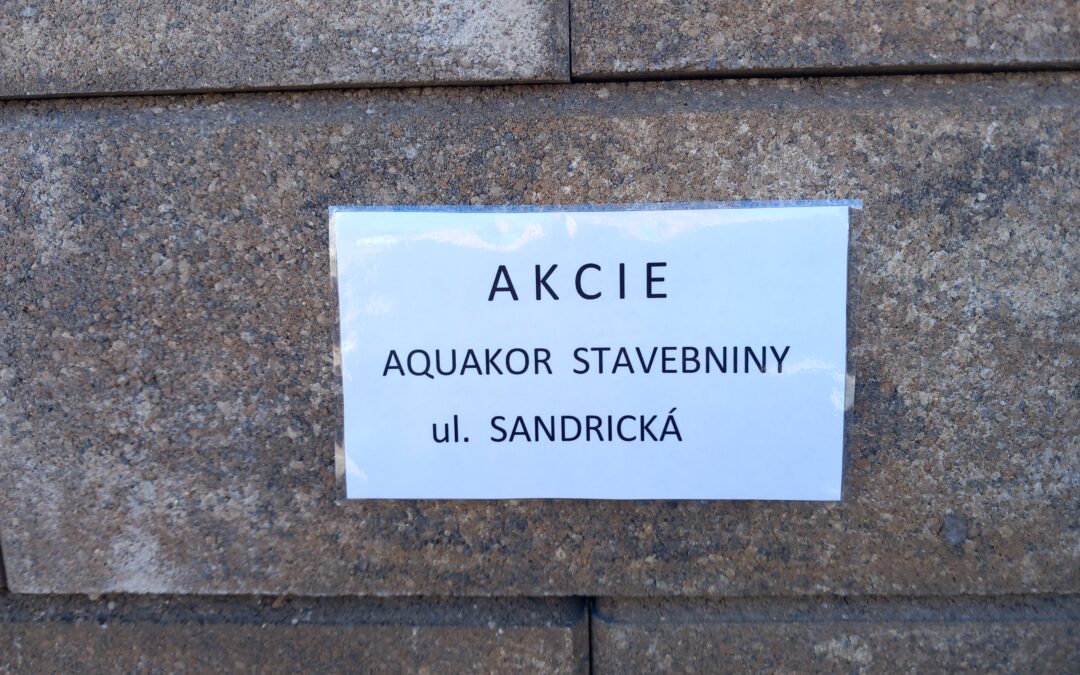 AKCIE
AQUAKOR STAVEBNINY
ul. SANDRICKÁ